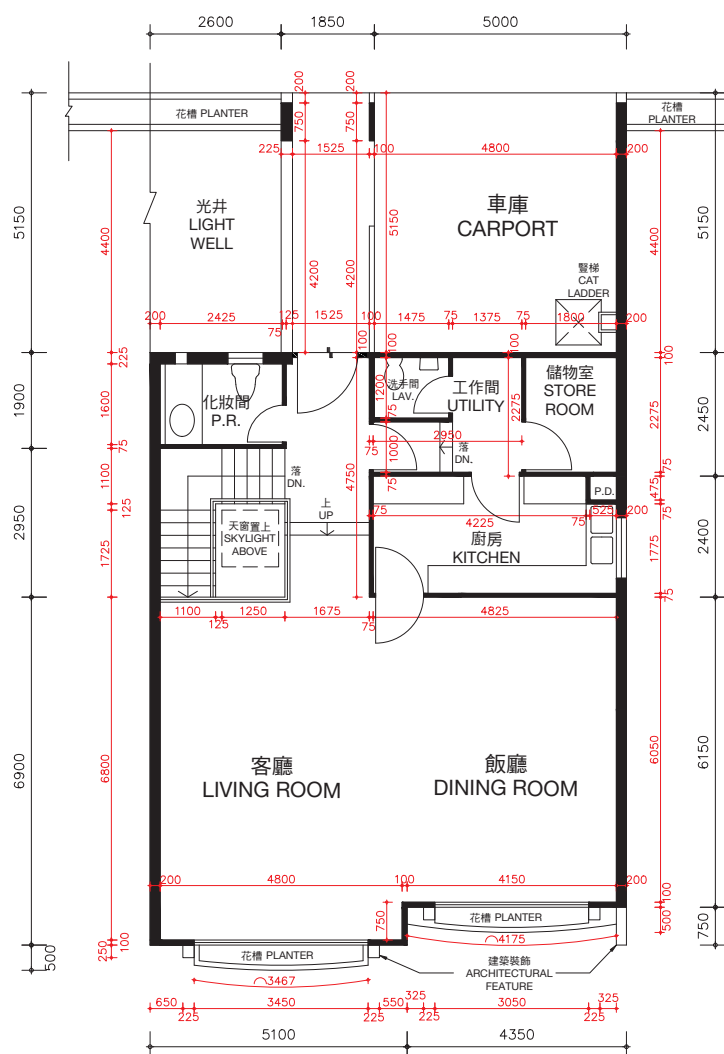 2600
1850
5000
200
200
花槽 PLANTER
花槽
PLANTER
750
750
225
1525
100
4800
200
5150
4400
光井
LIGHT
WELL
車庫
CARPORT
5150
4400
5150
4200
4200
豎梯
CAT
LADDER
200
2425
125
1525
100
1475
75
1375
75
1800
200
75
100
100
100
225
100
1900
1600
化妝間
P.R.
洗手間
LAV.
1200
75
工作間
UTILITY
2275
儲物室
STORE
ROOM
2275
2450
75
2950
1000
75
落
DN.
落
DN.
75
1100
4750
475
P.D.
2950
125
天窗置上
SKYLIGHT
ABOVE
上
UP
75
4225
75
525
200
75
廚房
KITCHEN
1725
1775
2400
1100
1250
1675
4825
75
125
75
6900
6800
客廳
LIVING ROOM
飯廳
DINING ROOM
6050
6150
200
4800
100
4150
200
750
花槽 PLANTER
100
500
750
4175
250
100
500
花槽 PLANTER
建築裝飾
ARCHITECTURAL
FEATURE
3467
650
3450
550
325
3050
325
225
225
225
225
5100
4350